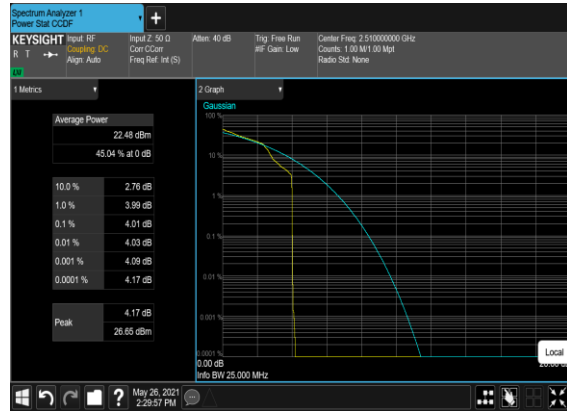 Spectrum Analyzer 1
Power Stat CCDF
KEYSIGHT
R T
LXI
Input: RF
Coupling: DC
Align: Auto
Input Z: 50 Ω
Corr CCorr
Freq Ref: Int (S)
Atten: 40 dB
Trig: Free Run
#IF Gain: Low
Center Freq: 2.510000000 GHz
Counts: 1.00 M/1.00 Mpt
Radio Std: None
1 Metrics
Average Power
22.48 dBm
45.04 % at 0 dB
10.0 % 2.76 dB
1.0 % 3.99 dB
0.1 % 4.01 dB
0.01 % 4.03 dB
0.001 % 4.09 dB
0.0001 % 4.17 dB
Peak
4.17 dB
26.65 dBm
2 Graph
Gaussian
100 %
10 %
1 %
0.1 %
0.01 %
0.001 %
0.0001 %
0.00 dB
Info BW 25.000 MHz
Local
?
May 26, 2021
2:29:57 PM